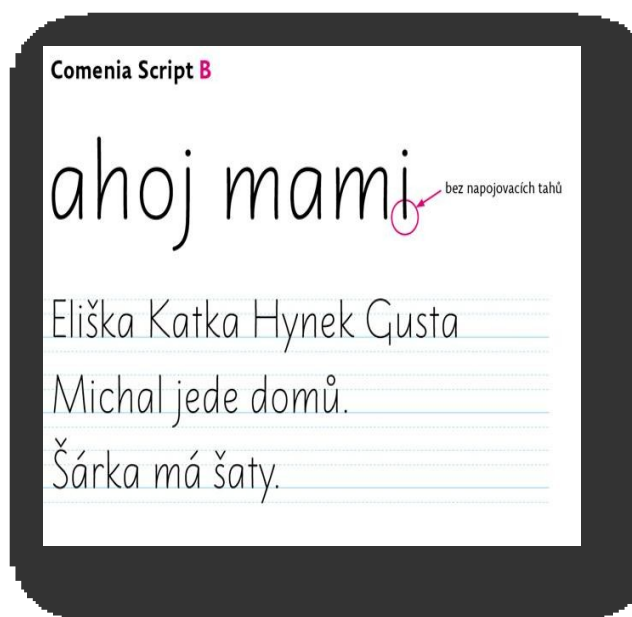 Comenia Script B
ahoj mami
bez napojovacích tahů
Eliška Katka Hynek Gusta
Michal jede domů.
Šárka má šaty.